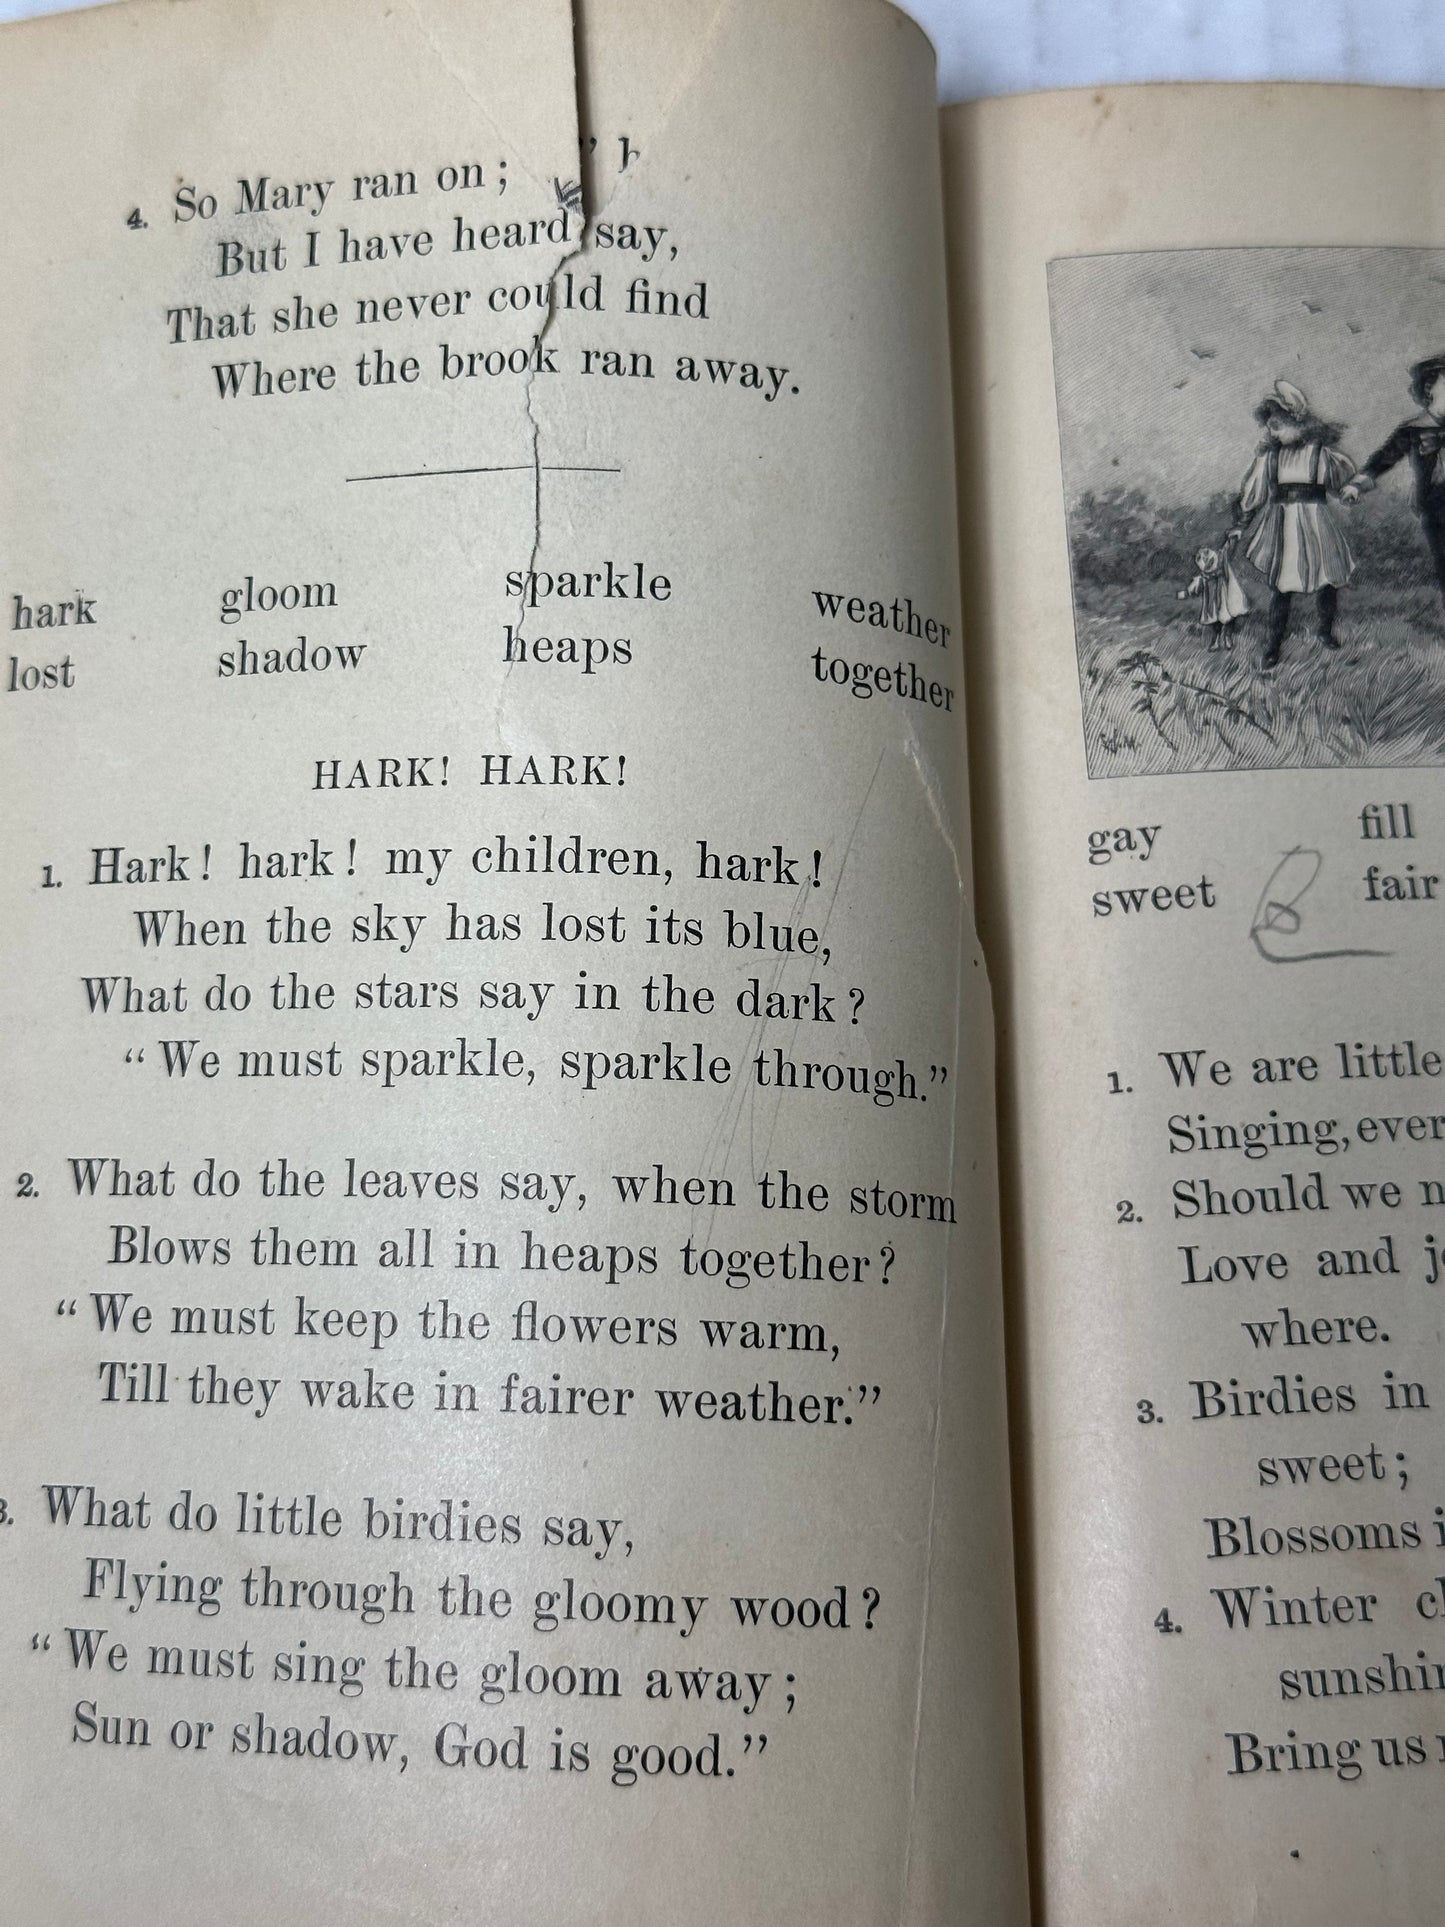 4. So Mary ran on;
But I have heard say,
That she never could find
Where the brook ran away.
hark gloom sparkle weather
lost shadow heaps together
HARK! HARK!
1. Hark! hark! my children, hark!
When the sky has lost its blue,
What do the stars say in the dark?
"We must sparkle, sparkle through."
2. What do the leaves say, when the storm
Blows them all in heaps together?
"We must keep the flowers warm,
Till they wake in fairer weather."
3. What do little birdies say,
Flying through the gloomy wood?
"We must sing the gloom away;
Sun or shadow, God is good."
gay fill
sweet fair
1. We are little
Singing, ever
2. Should we
Love and
where.
3. Birdies in
sweet;
Blossoms
4. Winter
Bring us